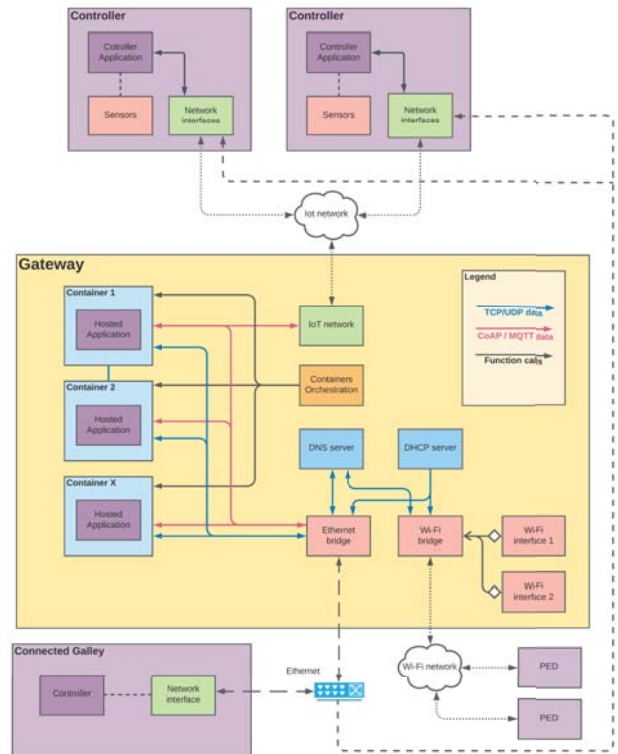 Controller
Controller
Cotroller
Application
Controller
Application
Sensors
Network
interfaces
Sensors
Network
interfaces
Iot network
Gateway
Container 1
Hosted
Application
IoT network
Legend
TCP/UDP data
CoAP / MQTT data
Function calls
Container 2
Hosted
Application
Containers
Orchestration
DNS server
DHCP server
Container X
Hosted
Application
Ethernet
bridge
Wi-Fi
bridge
Wi-Fi
interface 1
Wi-Fi
interface 2
Connected Galley
Controller
Network
interface
Ethernet
Wi-Fi network
PED
PED